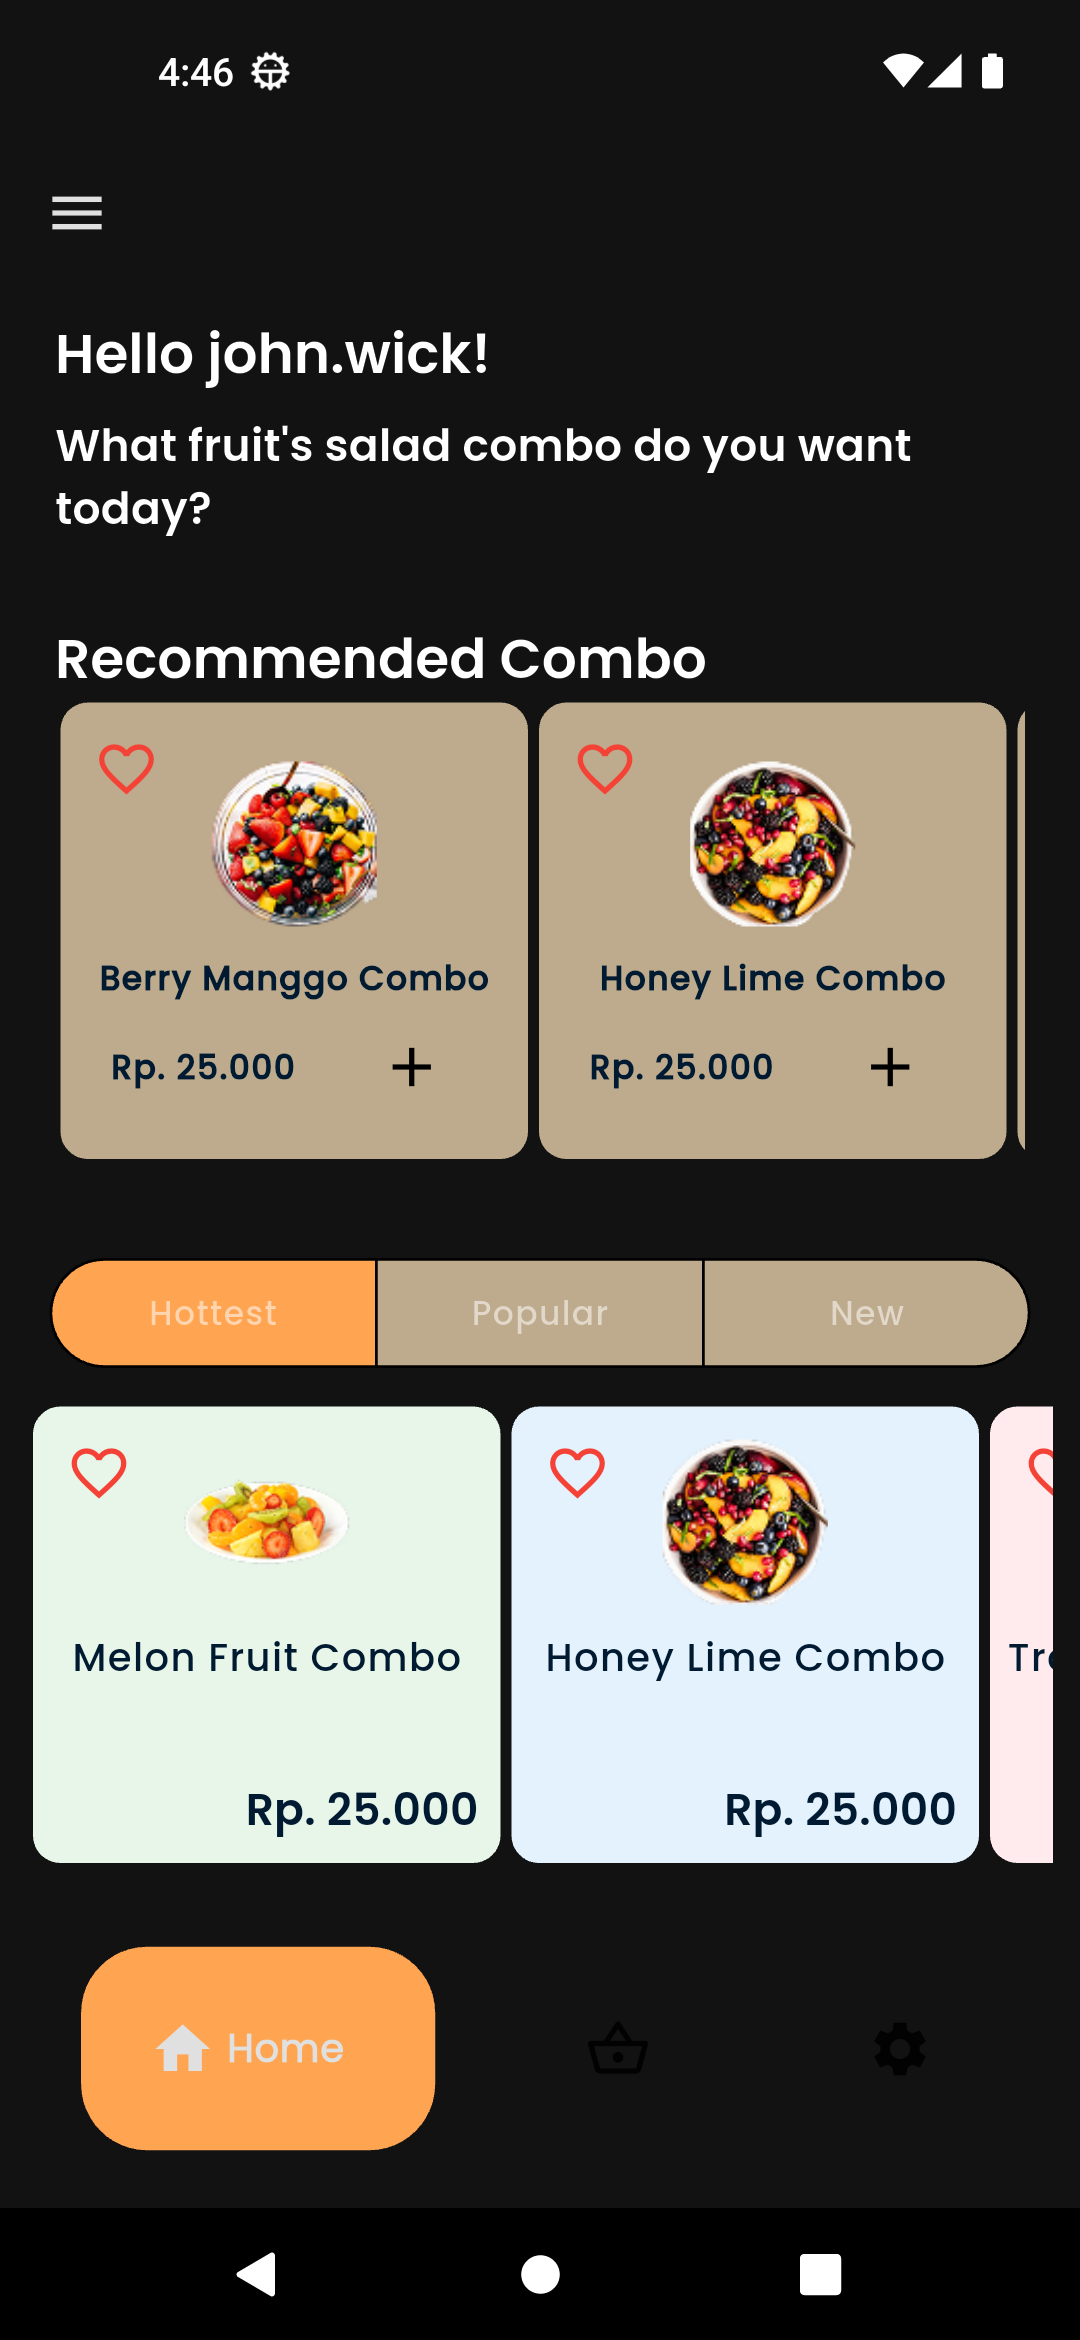 4:46
Hello john.wick!
What fruit's salad combo do you want
today?
Recommended Combo
Berry Manggo Combo
Honey Lime Combo
Rp. 25.000
Rp. 25.000
Hottest
Popular
New
Melon Fruit Combo
Honey Lime Combo
Rp. 25.000
Rp. 25.000
Home